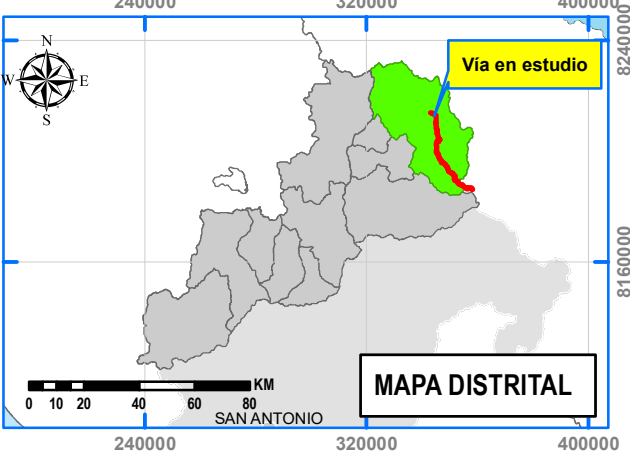 240000 320000 400000
8240000
N
W E
S
Vía en estudio
8160000
KM
0 10 20 40 60 80
SAN ANTONIO
MAPA DISTRITAL
240000 320000 400000